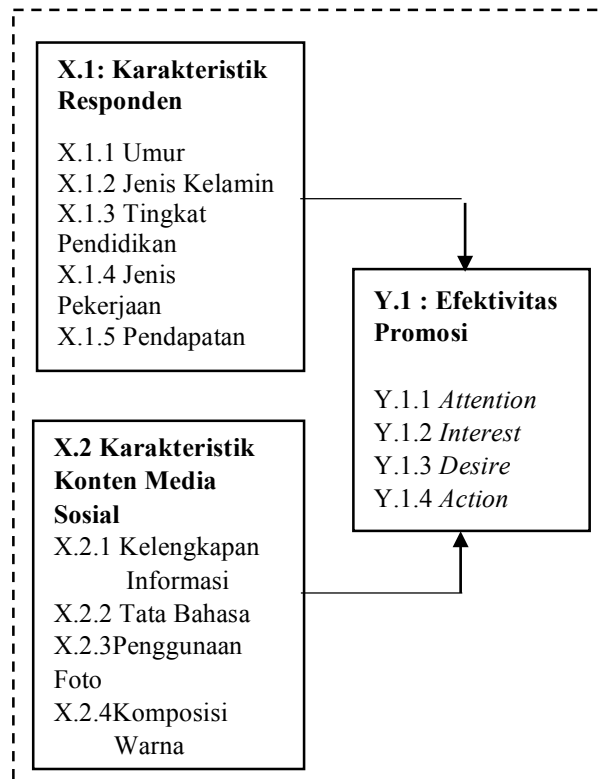 X.1: Karakteristik
Responden
X.1.1 Umur
X.1.2 Jenis Kelamin
X.1.3 Tingkat
Pendidikan
X.1.4 Jenis
Pekerjaan
X.1.5 Pendapatan
X.2 Karakteristik
Konten Media
Sosial
X.2.1 Kelengkapan
Informasi
X.2.2 Tata Bahasa
X.2.3Penggunaan
Foto
X.2.4Komposisi
Warna
Y.1 : Efektivitas
Promosi
Y.1.1 Attention
Y.1.2 Interest
Y.1.3 Desire
Y.1.4 Action